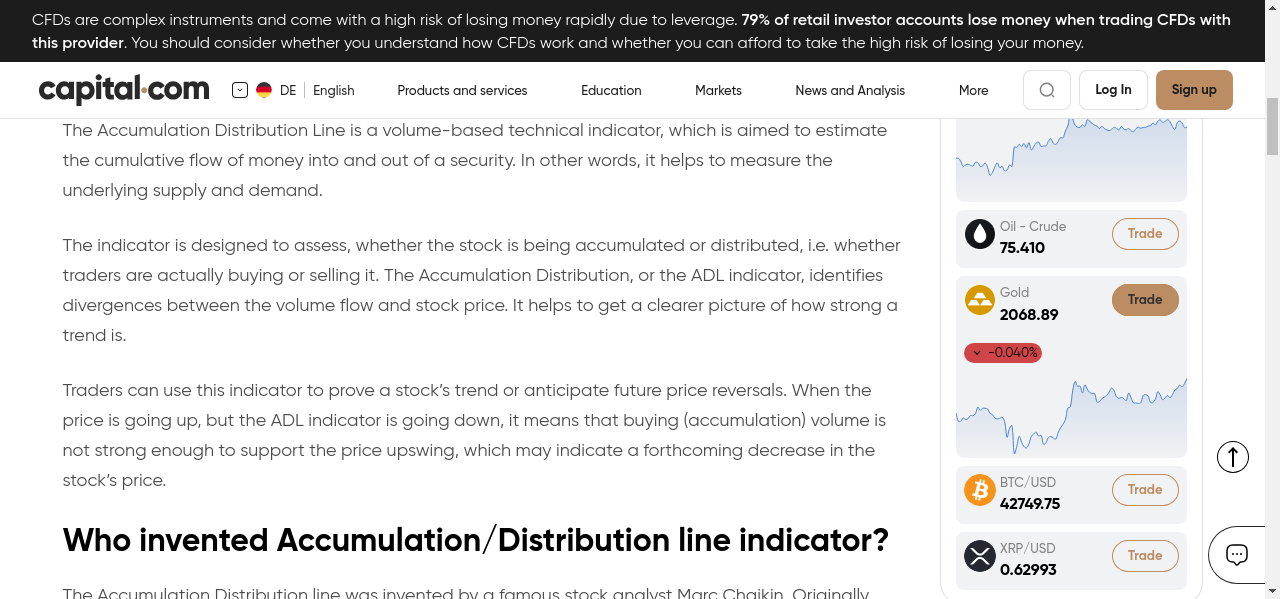 CFDs are complex instruments and come with a high risk of losing money rapidly due to leverage. 79% of retail investor accounts lose money when trading CFDs with
this provider. You should consider whether you understand how CFDs work and whether you can afford to take the high risk of losing your money.
capital.com
DE
English
Products and services
Education
Markets
News and Analysis
More
Log In
Sign up
The Accumulation Distribution Line is a volume-based technical indicator, which is aimed to estimate
the cumulative flow of money into and out of a security. In other words, it helps to measure the
underlying supply and demand.
The indicator is designed to assess, whether the stock is being accumulated or distributed, i.e. whether
traders are actually buying or selling it. The Accumulation Distribution, or the ADL indicator, identifies
divergences between the volume flow and stock price. It helps to get a clearer picture of how strong a
trend is.
Traders can use this indicator to prove a stock's trend or anticipate future price reversals. When the
price is going up, but the ADL indicator is going down, it means that buying (accumulation) volume is
not strong enough to support the price upswing, which may indicate a forthcoming decrease in the
stock's price.
Who invented Accumulation/Distribution line indicator?
The Accumulation Distribution line was invented by a famous stock analyst Marc Chaikin. Originally,
Oil - Crude
75.410
Trade
Gold
2068.89
Trade
-0.040%
BTC/USD
42749.75
Trade
XRP/USD
0.62993
Trade